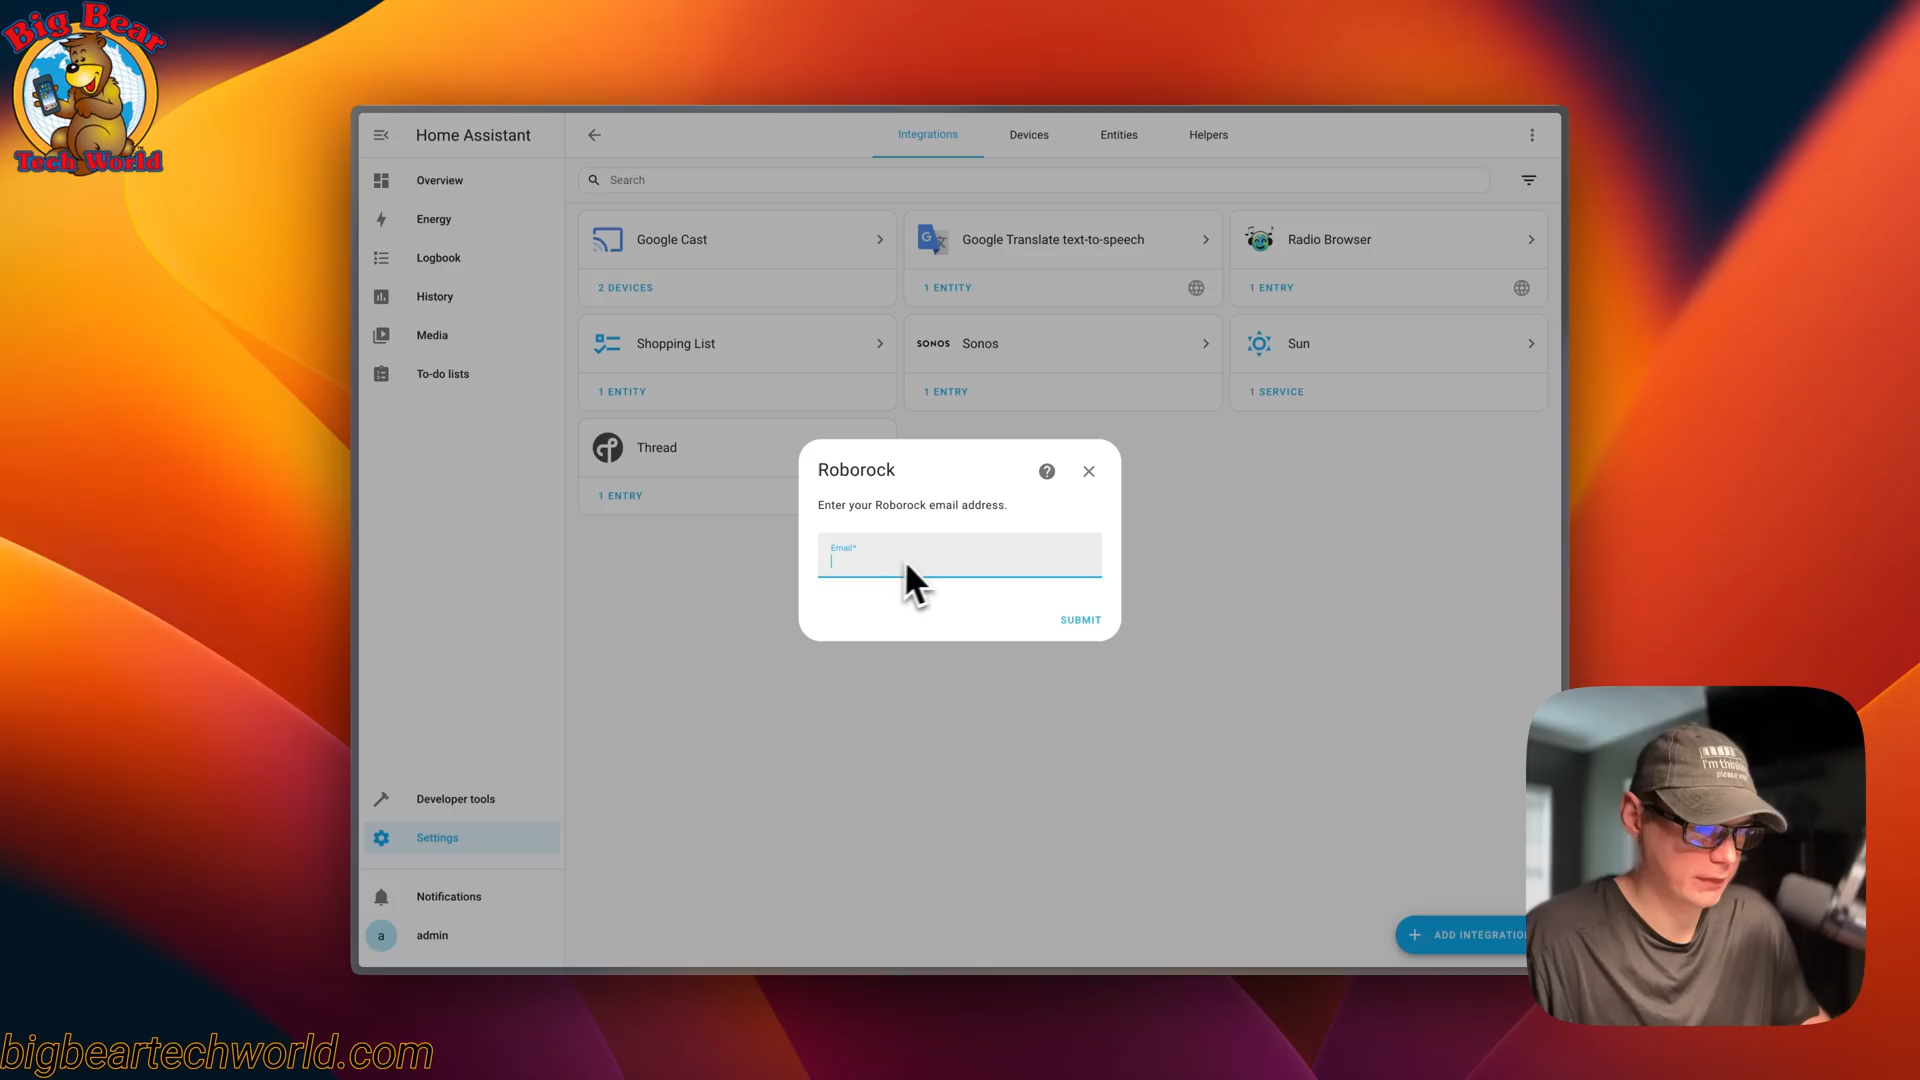 Big Bear
Tech World
Home Assistant
Integrations
Devices
Entities
Helpers
Overview
Energy
Logbook
History
Media
To-do lists
Developer tools
Settings
Notifications
a
admin
Search
Google Cast
2 DEVICES
G
Google Translate text-to-speech
1 ENTITY
Radio Browser
1 ENTRY
Shopping List
1 ENTITY
SONOS
Sonos
1 ENTRY
Sun
1 SERVICE
Thread
1 ENTRY
Roborock
?
Enter your Roborock email address.
Email*
SUBMIT
ADD INTEGRATIO
I'm thinki
please wai
bigbeartechworld.com